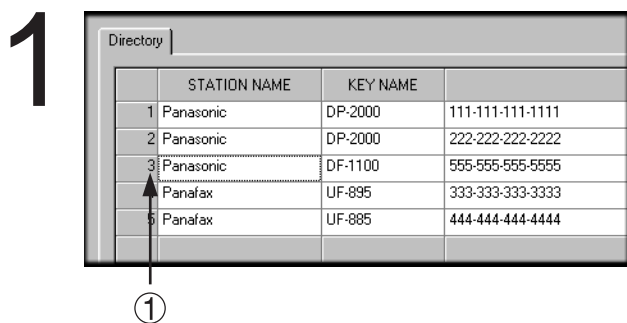 1
Directory
STATION NAME KEY NAME
1 Panasonic DP-2000 111-111-111-1111
2 Panasonic DP-2000 222-222-222-2222
3 Panasonic DF-1100 555-555-555-5555
Panafax UF-895 333-333-333-3333
5 Panafax UF-885 444-444-444-4444
①